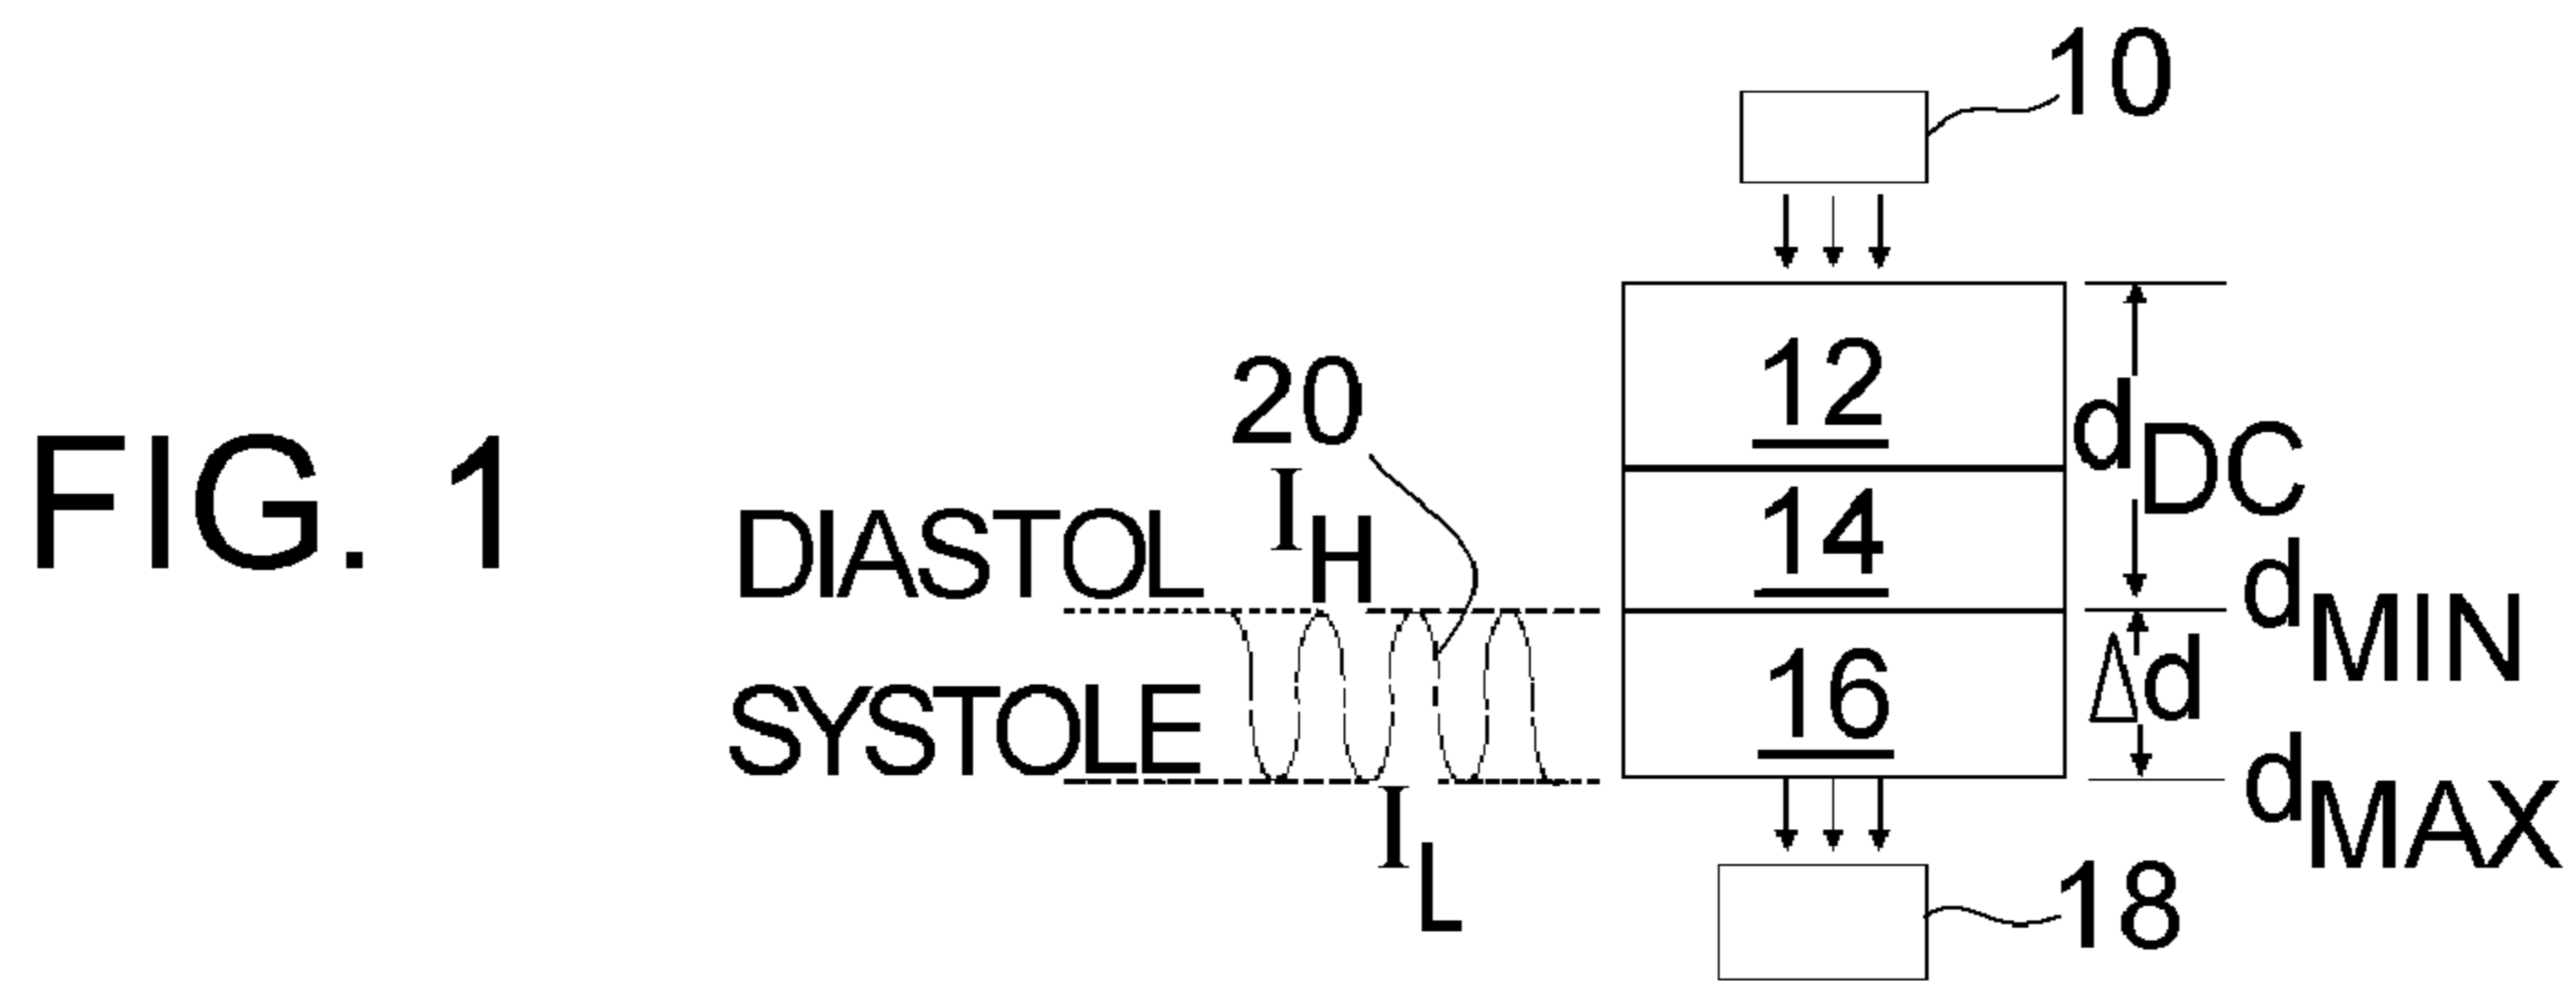 FIG. 1
10
12
14
16
18
20
DIASTOL
I H
SYSTOLE
I L
d DC
d MIN
Δd
d MAX